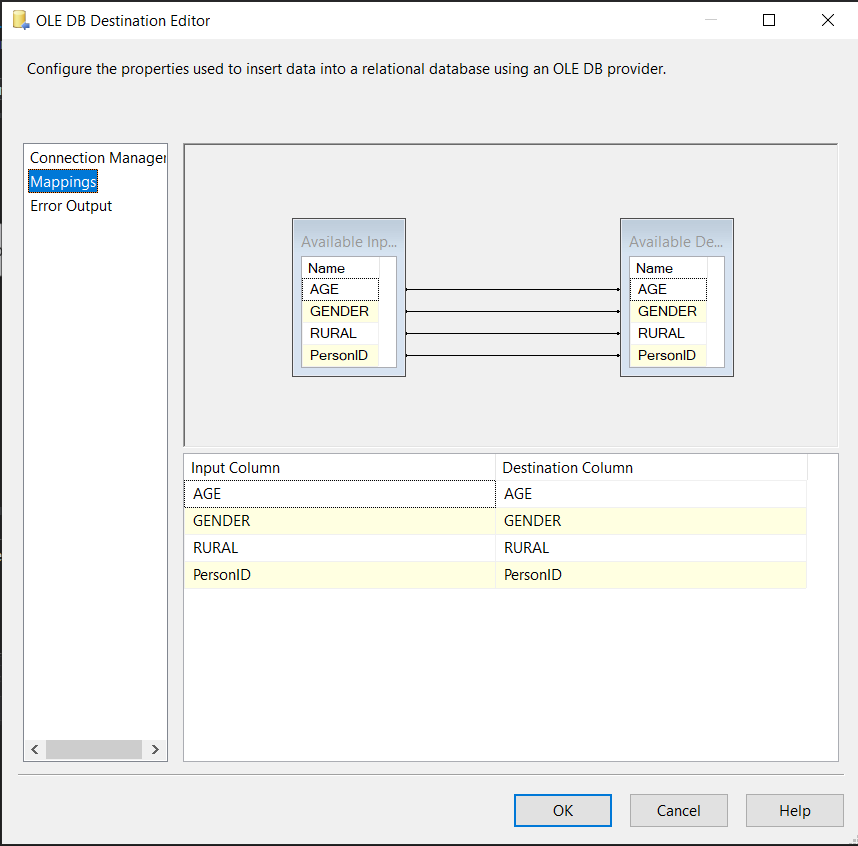 OLE DB Destination Editor
Configure the properties used to insert data into a relational database using an OLE DB provider.
Connection Manager
Mappings
Error Output
Available Inp...
Name
AGE
GENDER
RURAL
PersonID
Available De...
Name
AGE
GENDER
RURAL
PersonID
Input Column Destination Column
AGE AGE
GENDER GENDER
RURAL RURAL
PersonID PersonID
OK Cancel Help